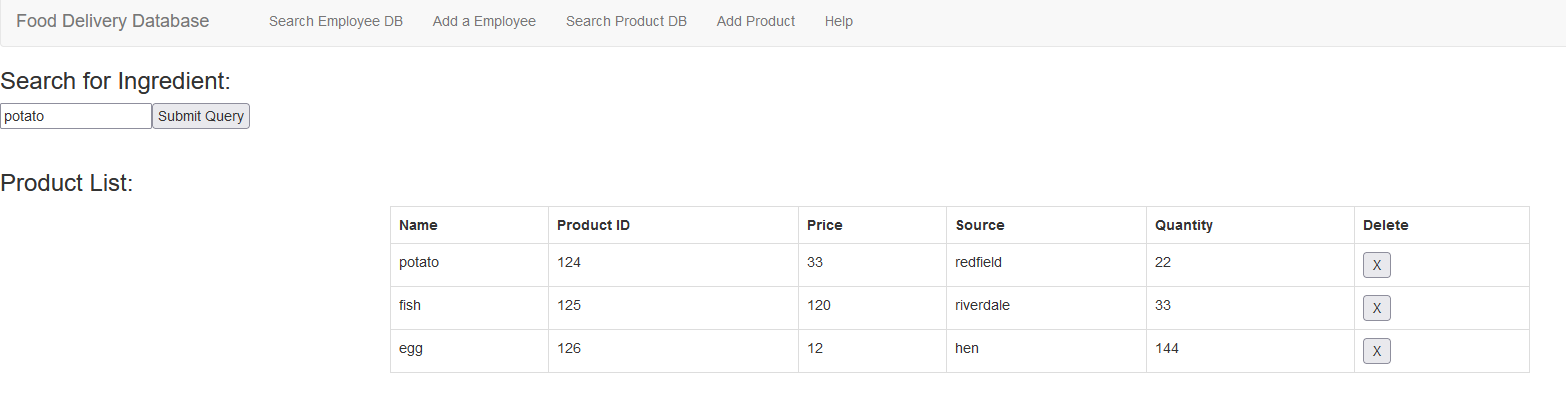 Food Delivery Database Search Employee DB Add a Employee Search Product DB Add Product Help
Search for Ingredient:
potato Submit Query
Product List:
Name Product ID Price Source Quantity Delete
potato 124 33 redfield 22 X
fish 125 120 riverdale 33 X
egg 126 12 hen 144 X